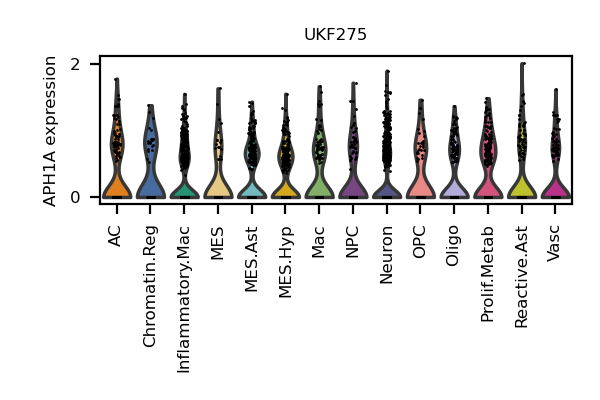 UKF275
APH1A expression
2
0
AC
Chromatin.Reg
Inflammatory.Mac
MES
MES.Ast
MES.Hyp
Mac
NPC
Neuron
OPC
Oligo
Prolif.Metab
Reactive.Ast
Vasc